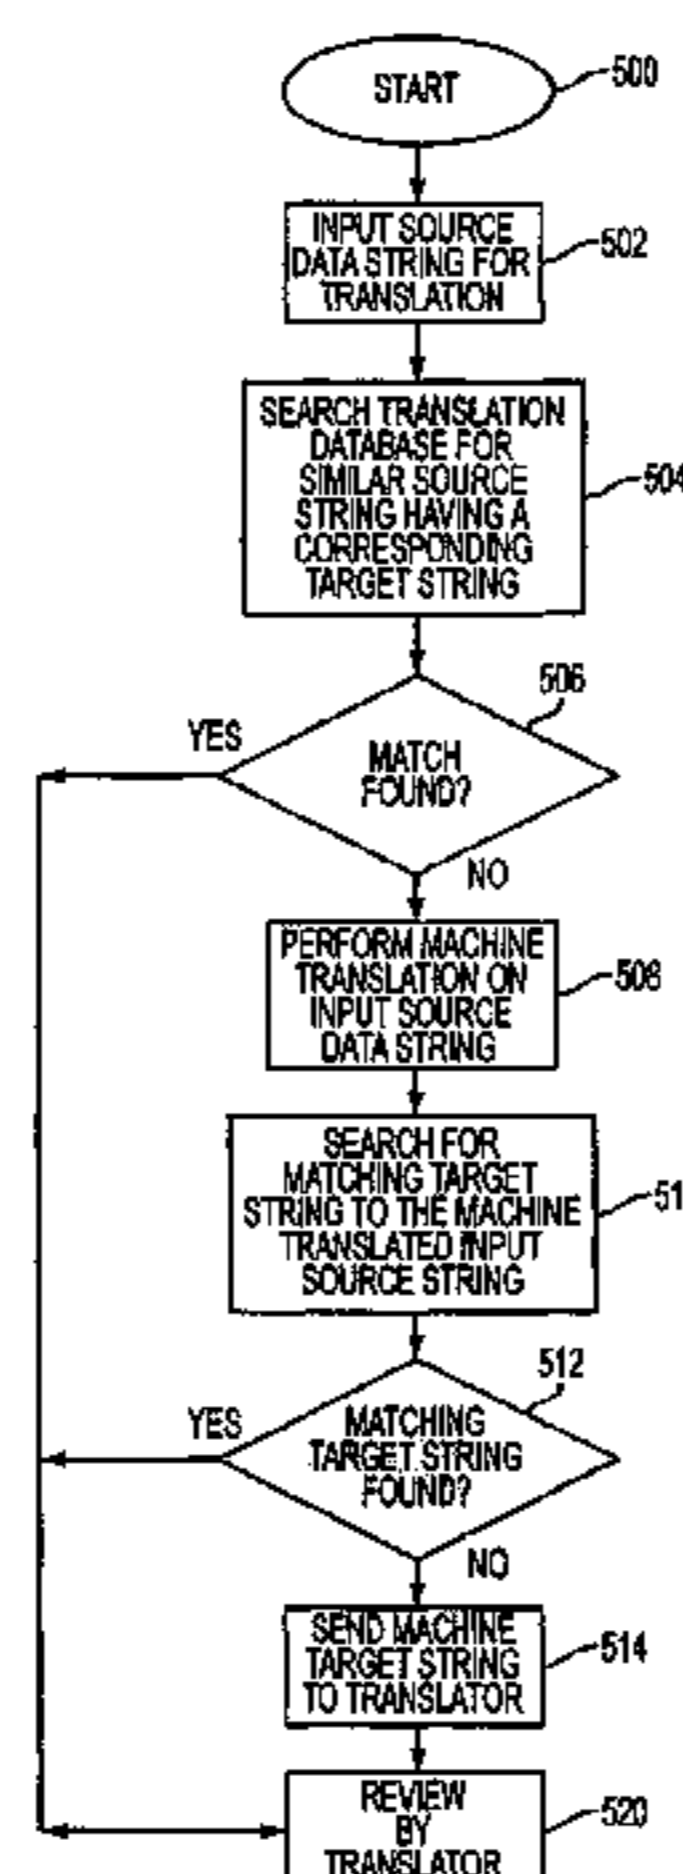 START
500
INPUT SOURCE
DATA STRING FOR
TRANSLATION
502
SEARCH TRANSLATION
DATABASE FOR
SIMILAR SOURCE
STRING HAVING A
CORRESPONDING
TARGET STRING
504
506
YES
MATCH
FOUND?
NO
PERFORM MACHINE
TRANSLATION ON
INPUT SOURCE
DATA STRING
508
SEARCH FOR
MATCHING TARGET
STRING TO THE MACHINE
TRANSLATED INPUT
SOURCE STRING
51
512
YES
MATCHING
TARGET STRING
FOUND?
NO
SEND MACHINE
TARGET STRING
TO TRANSLATOR
514
REVIEW
BY
TRANSLATOR
520